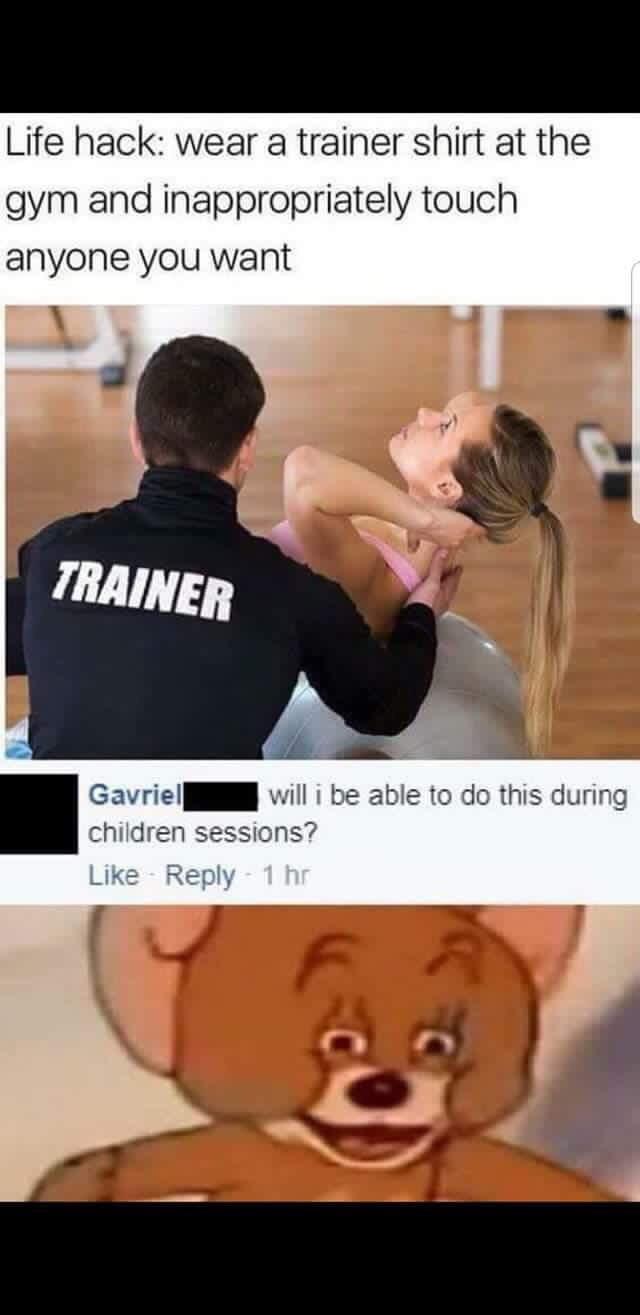 Life hack: wear a trainer shirt at the
gym and inappropriately touch
anyone you want
TRAINER
Gavriel will i be able to do this during
children sessions?
Like · Reply · 1 hr